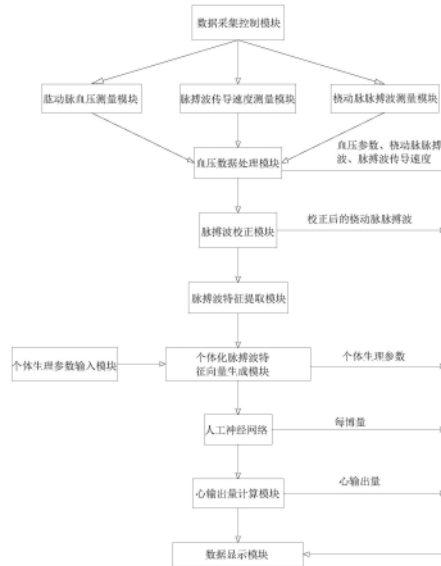 数据采集控制模块
肱动脉血压测量模块
脉搏波传导速度测量模块
桡动脉脉搏波测量模块
血压参数、桡动脉脉搏
波、脉搏波传导速度
血压数据处理模块
脉搏波校正模块
校正后的桡动脉脉搏波
脉搏波特征提取模块
个体生理参数输入模块
个体化脉搏波特
征向量生成模块
个体生理参数
人工神经网络
每博量
心输出量计算模块
心输出量
数据显示模块